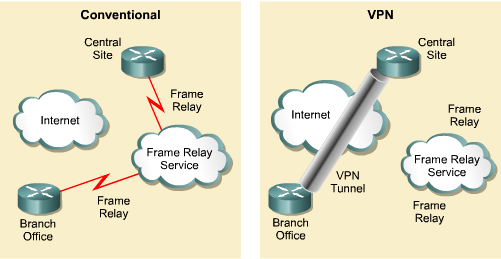 Conventional
Central
Site
Frame
Relay
Internet
Frame Relay
Service
Frame
Relay
Branch
Office
VPN
Central
Site
Internet
Frame
Relay
Frame Relay
Service
VPN
Tunnel
Frame
Relay
Branch
Office